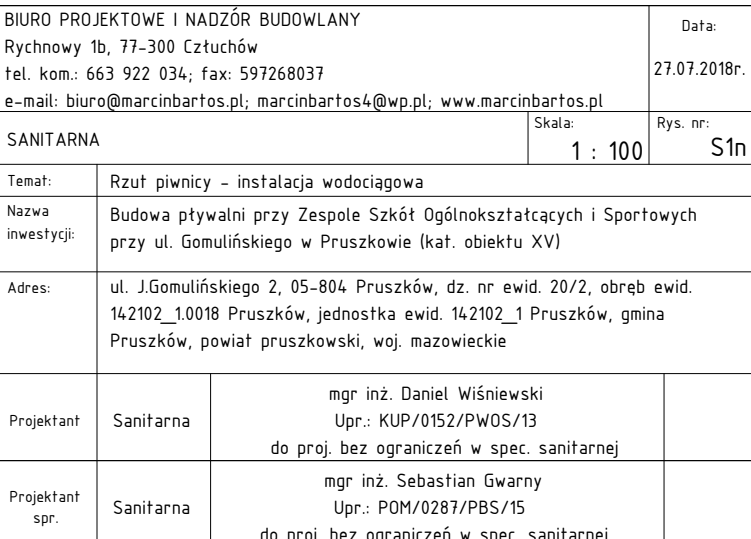 BIURO PROJEKTOWE I NADZÓR BUDOWLANY
Rychnowy 1b, 77-300 Człuchów
tel. kom.: 663 922 034; fax: 597268037
e-mail: biuro@marcinbartos.pl; marcinbartos4@wp.pl; www.marcinbartos.pl
Data:
27.07.2018r.
SANITARNA
Skala:
1 : 100
Rys. nr:
S1n
Temat:
Rzut piwnicy - instalacja wodociągowa
Nazwa
inwestycji:
Budowa pływalni przy Zespole Szkół Ogólnokształcących i Sportowych
przy ul. Gomulińskiego w Pruszkowie (kat. obiektu XV)
Adres:
ul. J.Gomulińskiego 2, 05-804 Pruszków, dz. nr ewid. 20/2, obręb ewid.
142102_1.0018 Pruszków, jednostka ewid. 142102_1 Pruszków, gmina
Pruszków, powiat pruszkowski, woj. mazowieckie
Projektant
Sanitarna
mgr inż. Daniel Wiśniewski
Upr.: KUP/0152/PWOS/13
do proj. bez ograniczeń w spec. sanitarnej
Projektant
spr.
Sanitarna
mgr inż. Sebastian Gwarny
Upr.: POM/0287/PBS/15
do proj. bez ograniczeń w spec. sanitarnej